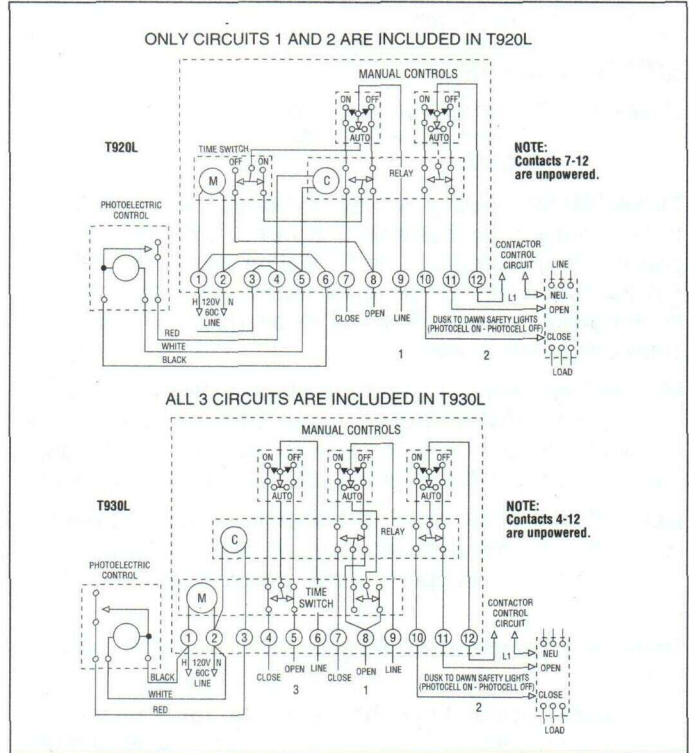 ONLY CIRCUITS 1 AND 2 ARE INCLUDED IN T920L
MANUAL CONTROLS
ON OFF ON OFF
AUTO AUTO
T920L
TIME SWITCH
OFF ON
M
C
RELAY
NOTE:
Contacts 7-12
are unpowered.
PHOTOELECTRIC
CONTROL
CONTACTOR
CONTROL
CIRCUIT
LINE
1 2 3 4 5 6 7 8 9 10 11 12
L1
NEU.
H 120V N
60C
LINE
CLOSE OPEN LINE
OPEN
DUSK TO DAWN SAFETY LIGHTS
(PHOTOCELL ON - PHOTOCELL OFF)
CLOSE
RED
WHITE
BLACK
1 2
LOAD
ALL 3 CIRCUITS ARE INCLUDED IN T930L
MANUAL CONTROLS
ON OFF ON OFF ON OFF
AUTO AUTO AUTO
T930L
C
RELAY
NOTE:
Contacts 4-12
are unpowered.
PHOTOELECTRIC
CONTROL
M
TIME
SWITCH
CONTACTOR
CONTROL
CIRCUIT
1 2 3 4 5 6 7 8 9 10 11 12
L1
NEU
BLACK
H 120V N
60C
LINE
CLOSE OPEN LINE CLOSE OPEN LINE
OPEN
DUSK TO DAWN SAFETY LIGHTS
(PHOTOCELL ON - PHOTOCELL OFF)
CLOSE
WHITE
RED
3 1 2
LOAD